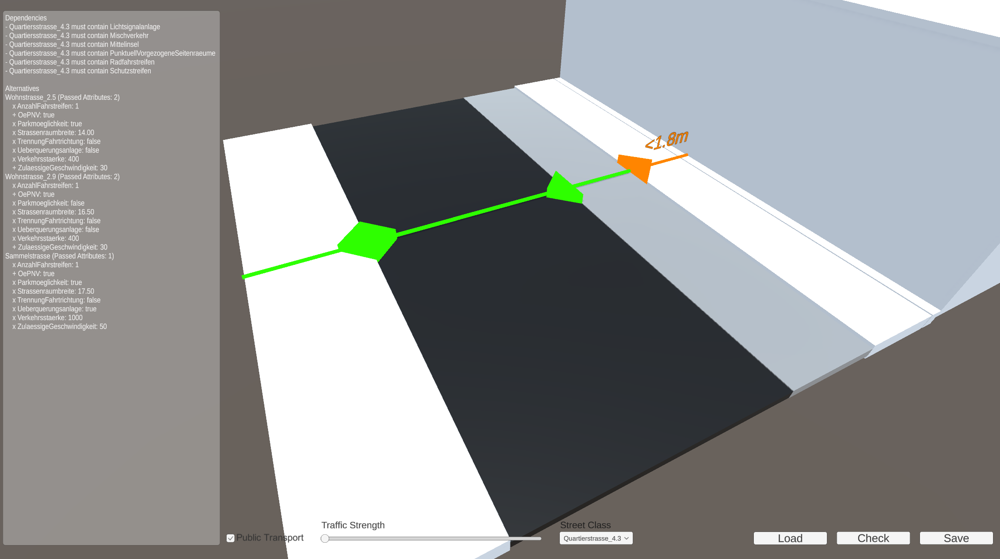 Dependencies
- Quartiersstrasse_4.3 must contain Lichtsignalanlage
- Quartiersstrasse_4.3 must contain Mischverkehr
- Quartiersstrasse_4.3 must contain Mittelinsel
- Quartiersstrasse_4.3 must contain PunktuellVorgezogeneSeitenraeume
- Quartiersstrasse_4.3 must contain Radfahrstreifen
- Quartiersstrasse_4.3 must contain Schutzstreifen
Alternatives
Wohnstrasse_2.5 (Passed Attributes: 2)
x AnzahlFahrstreifen: 1
+ OePNV: true
x Parkmoeglichkeit: true
x Strassenraumbreite: 14.00
x TrennungFahrtrichtung: false
x Ueberquerungsanlage: false
x Verkehrsstaerke: 400
+ ZulaessigeGeschwindigkeit: 30
Wohnstrasse_2.9 (Passed Attributes: 2)
x AnzahlFahrstreifen: 1
+ OePNV: true
x Parkmoeglichkeit: false
x Strassenraumbreite: 16.50
x TrennungFahrtrichtung: false
x Ueberquerungsanlage: false
x Verkehrsstaerke: 400
+ ZulaessigeGeschwindigkeit: 30
Sammelstrasse (Passed Attributes: 1)
x AnzahlFahrstreifen: 1
+ OePNV: true
x Parkmoeglichkeit: true
x Strassenraumbreite: 17.50
x TrennungFahrtrichtung: false
x Ueberquerungsanlage: true
x Verkehrsstaerke: 1000
x ZulaessigeGeschwindigkeit: 50
<1.8m
Public Transport
Traffic Strength
Street Class
Quartierstrasse_4.3
Load
Check
Save